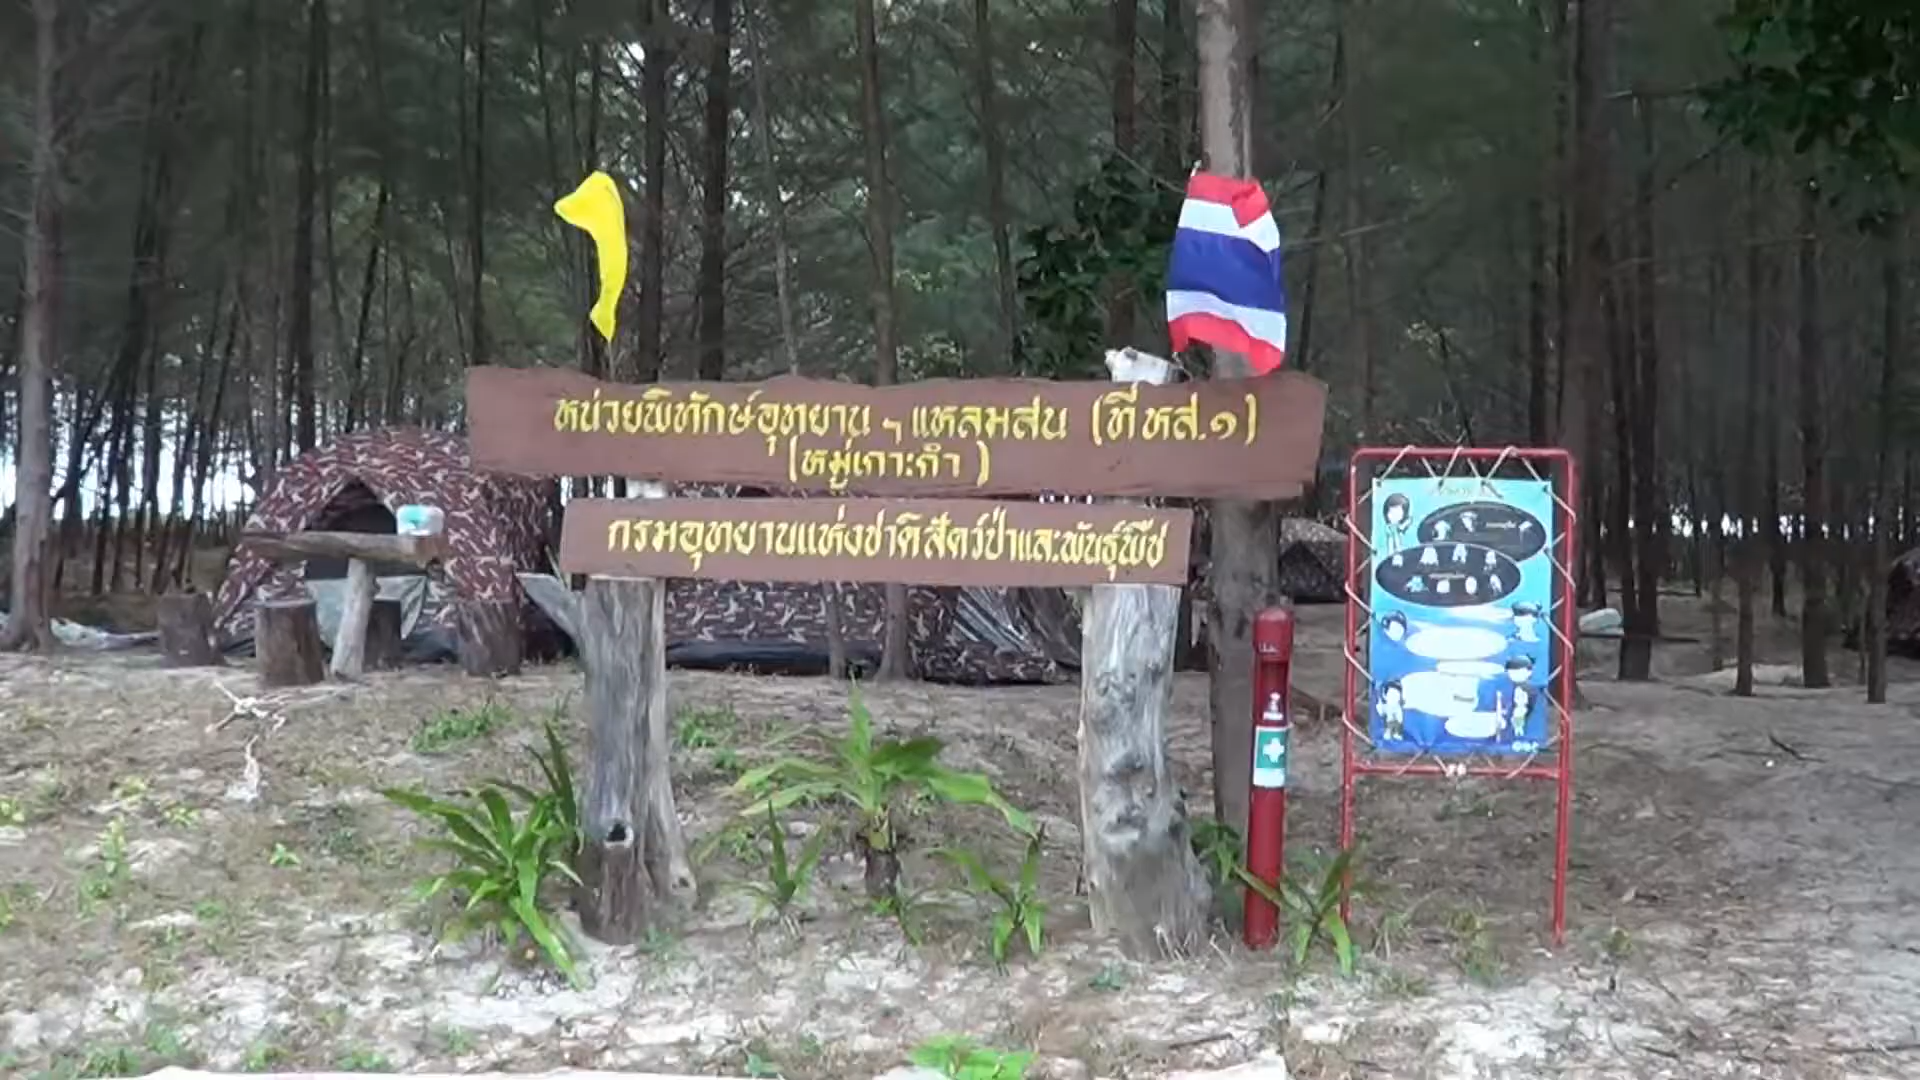 หน่วยพิทักษ์อุทยาน ฯ แหลมสน (ที่ หส.๑)
(หมู่เกาะกำ)
กรมอุทยานแห่งชาติสัตว์ป่าและพันธุ์พืช